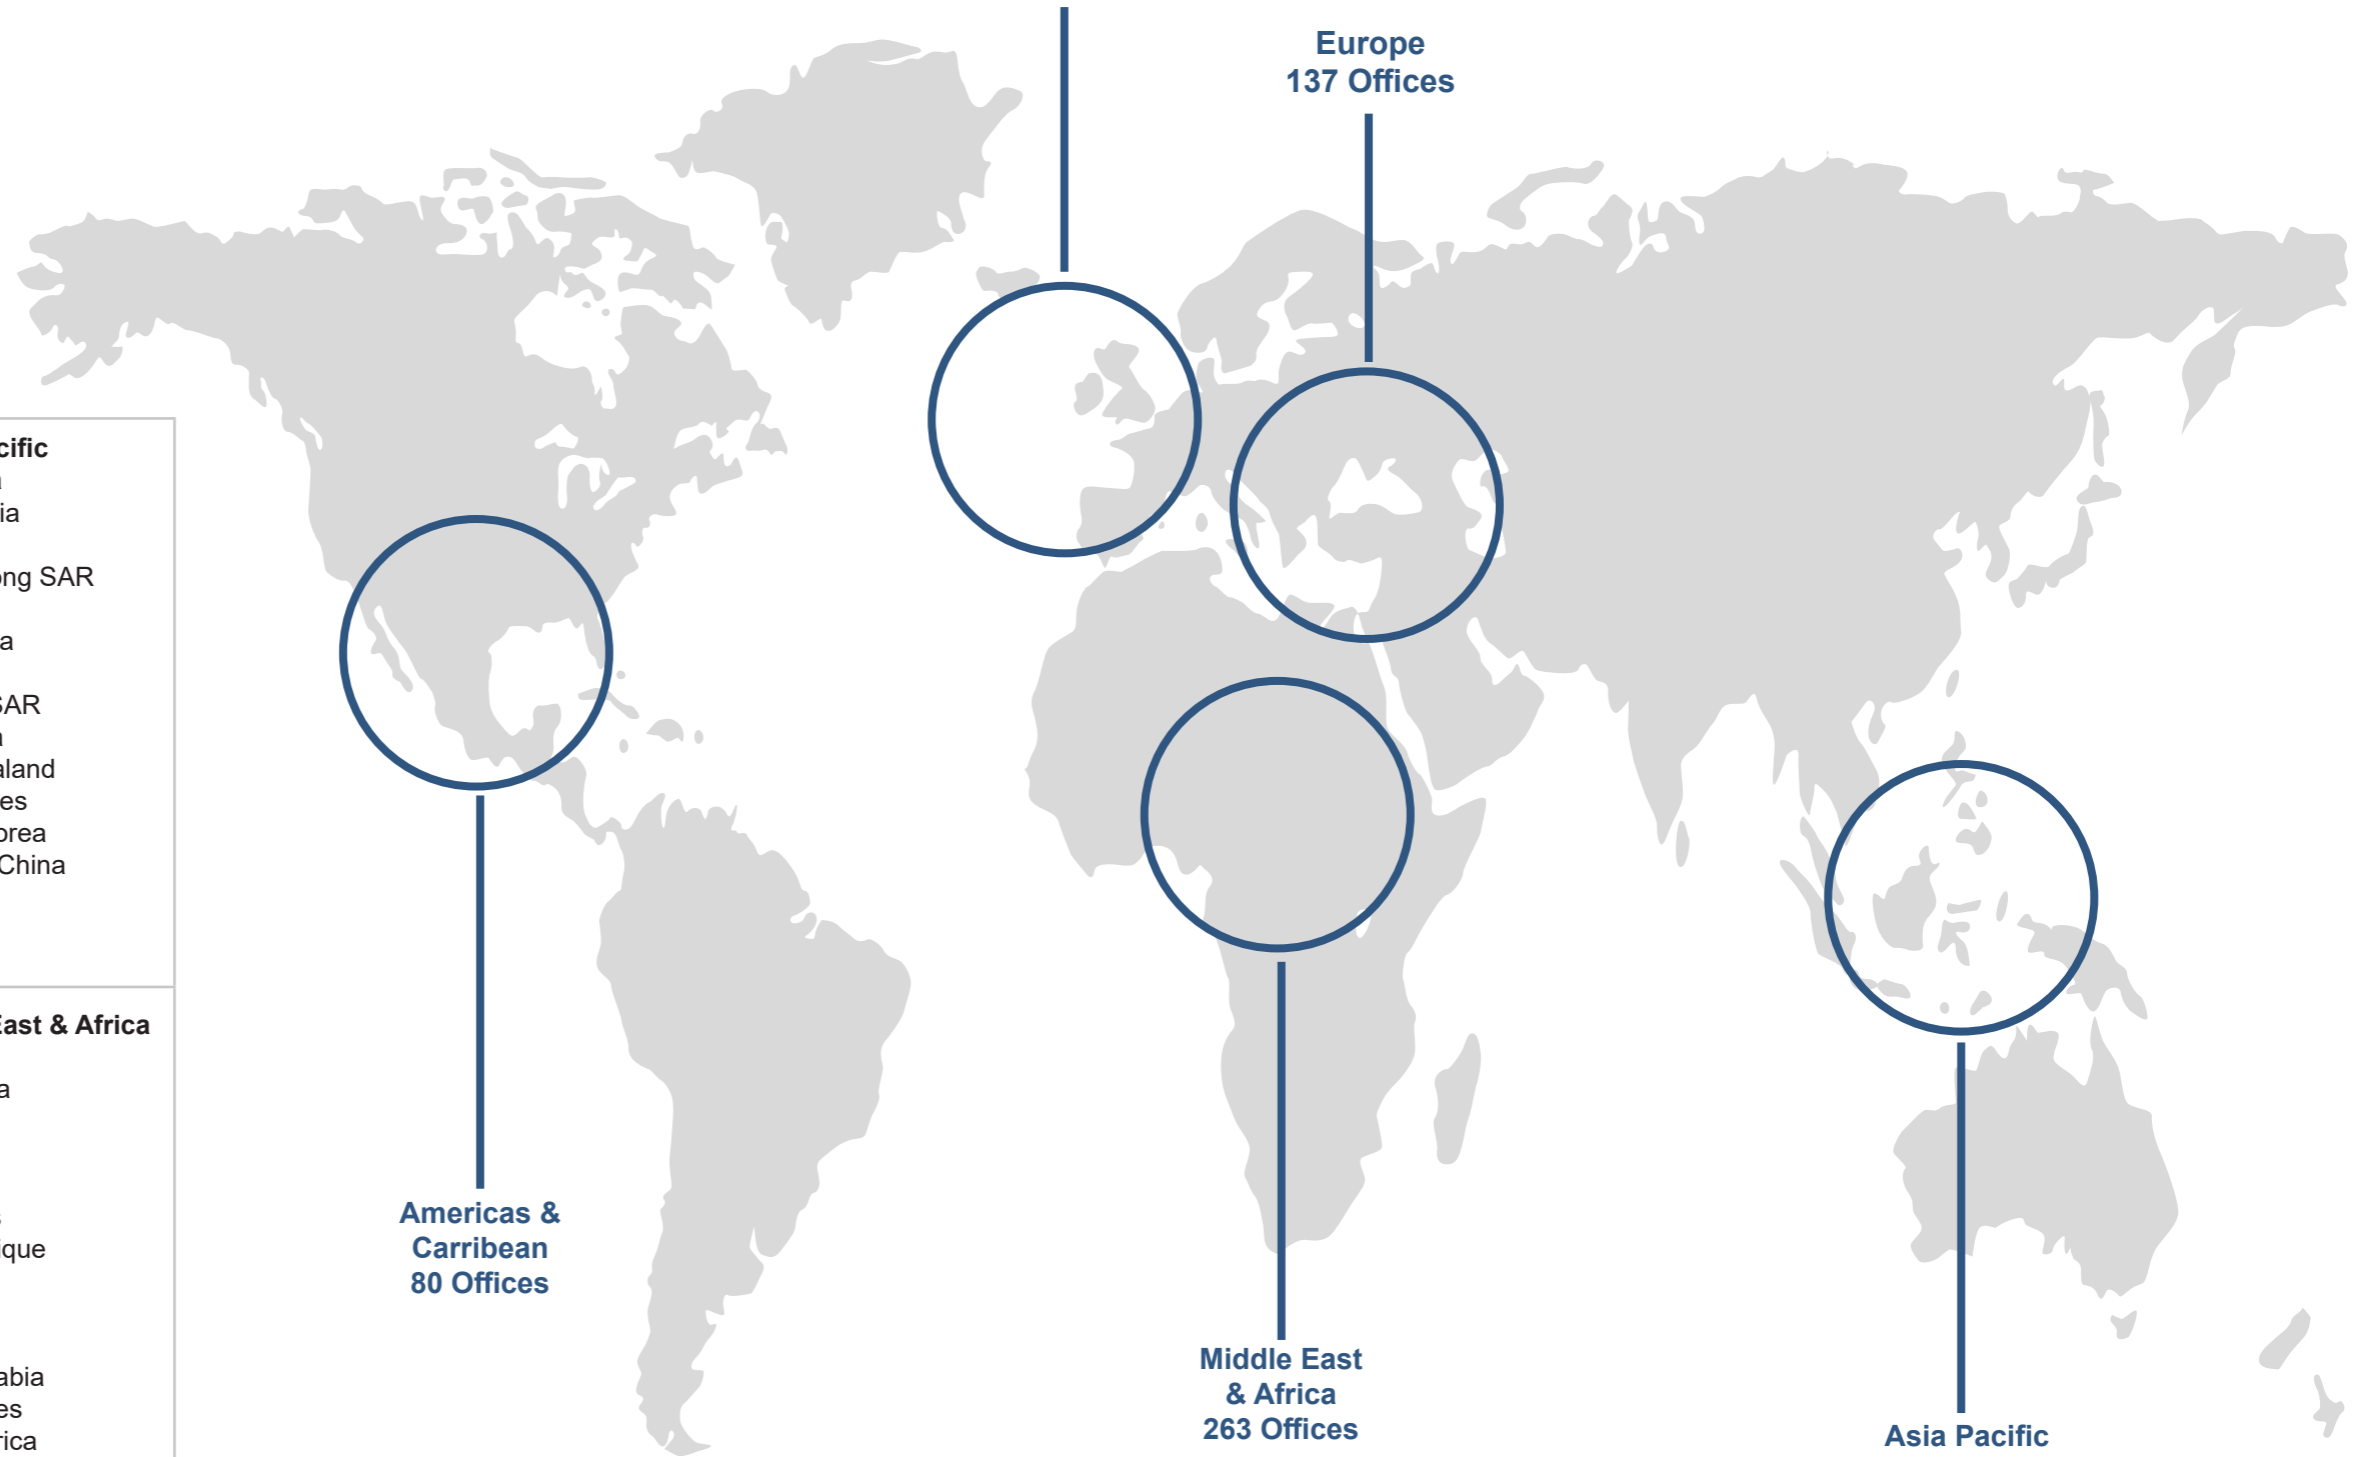 Europe
137 Offices
cific
ia
ong SAR
a
SAR
aland
es
orea
China
East & Africa
a
ique
abia
es
rica
Americas &
Carribean
80 Offices
Middle East
& Africa
263 Offices
Asia Pacific